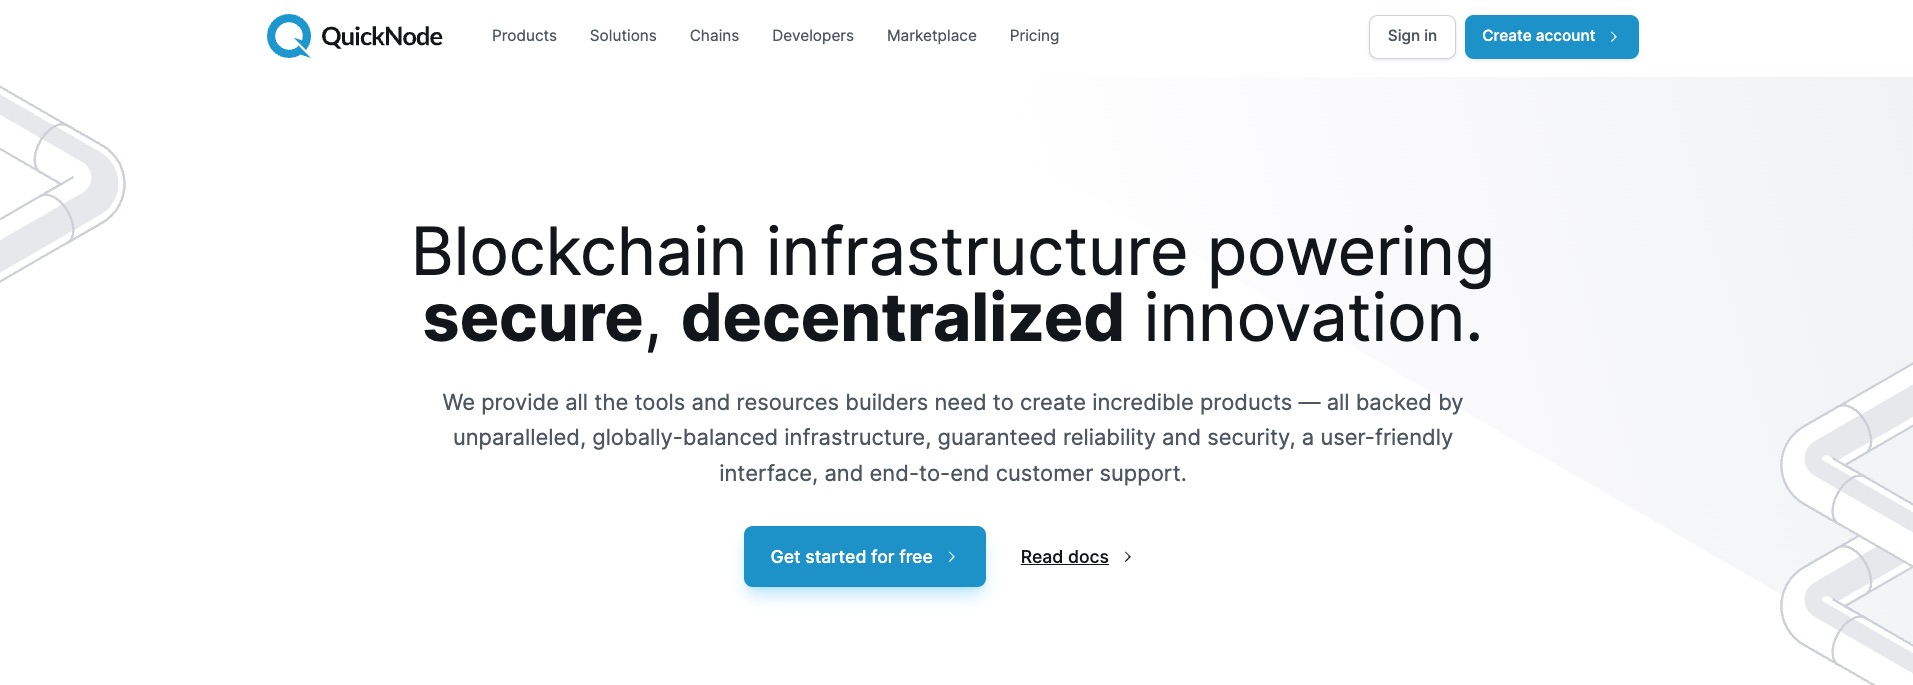 QuickNode
Products
Solutions
Chains
Developers
Marketplace
Pricing
Sign in
Create account
Blockchain infrastructure powering
secure, decentralized innovation.
We provide all the tools and resources builders need to create incredible products — all backed by
unparalleled, globally-balanced infrastructure, guaranteed reliability and security, a user-friendly
interface, and end-to-end customer support.
Get started for free
Read docs